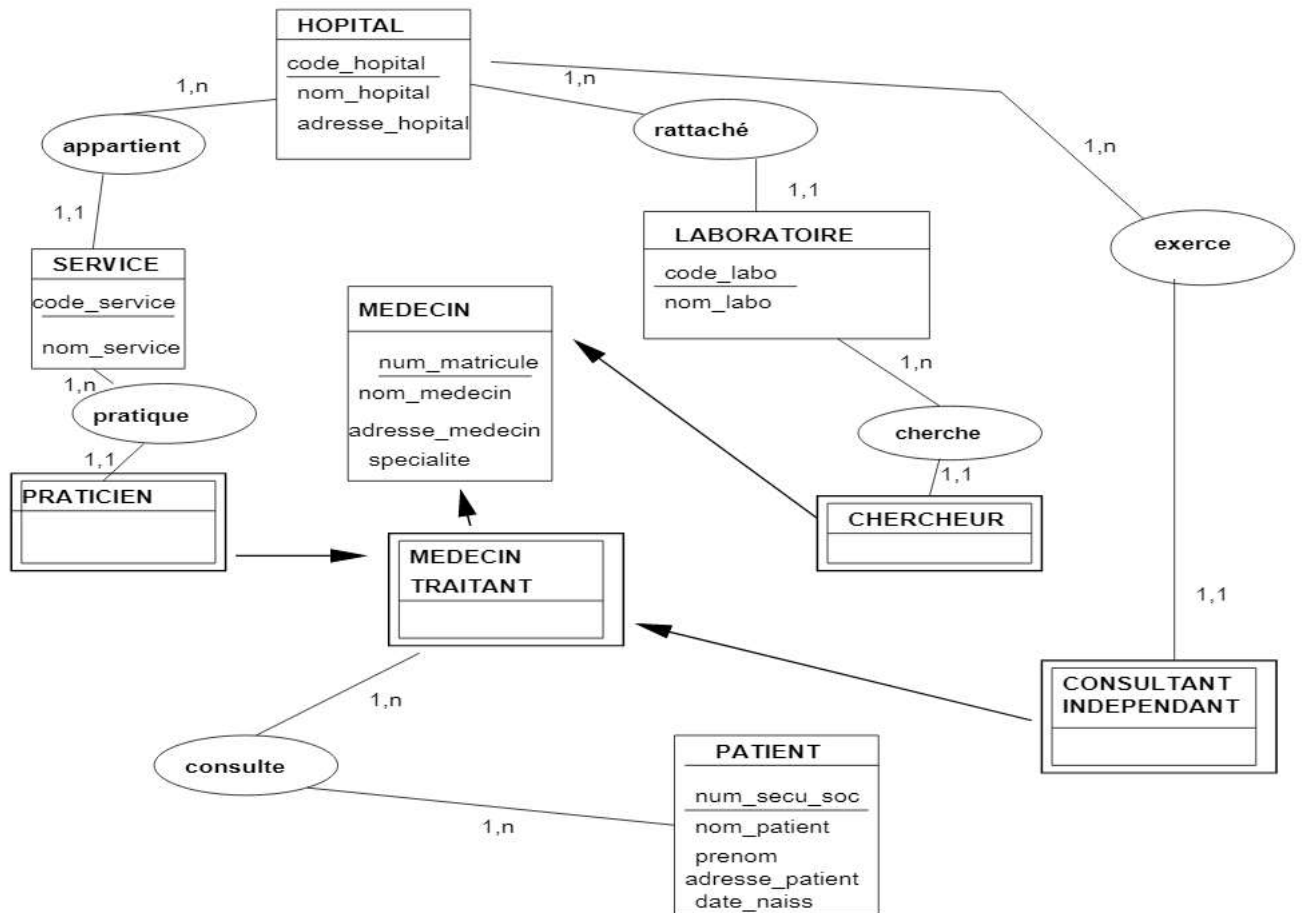 HOPITAL
code_hopital
nom_hopital
adresse_hopital
1,n
1,n
1,n
appartient
rattaché
exerce
1,1
1,1
SERVICE
code_service
nom_service
LABORATOIRE
code_labo
nom_labo
MEDECIN
num_matricule
nom_medecin
adresse_medecin
specialite
1,n
pratique
1,1
1,n
cherche
1,1
PRATICIEN
CHERCHEUR
MEDECIN
TRAITANT
1,1
CONSULTANT
INDEPENDANT
1,n
consulte
1,n
PATIENT
num_secu_soc
nom_patient
prenom
adresse_patient
date_naiss